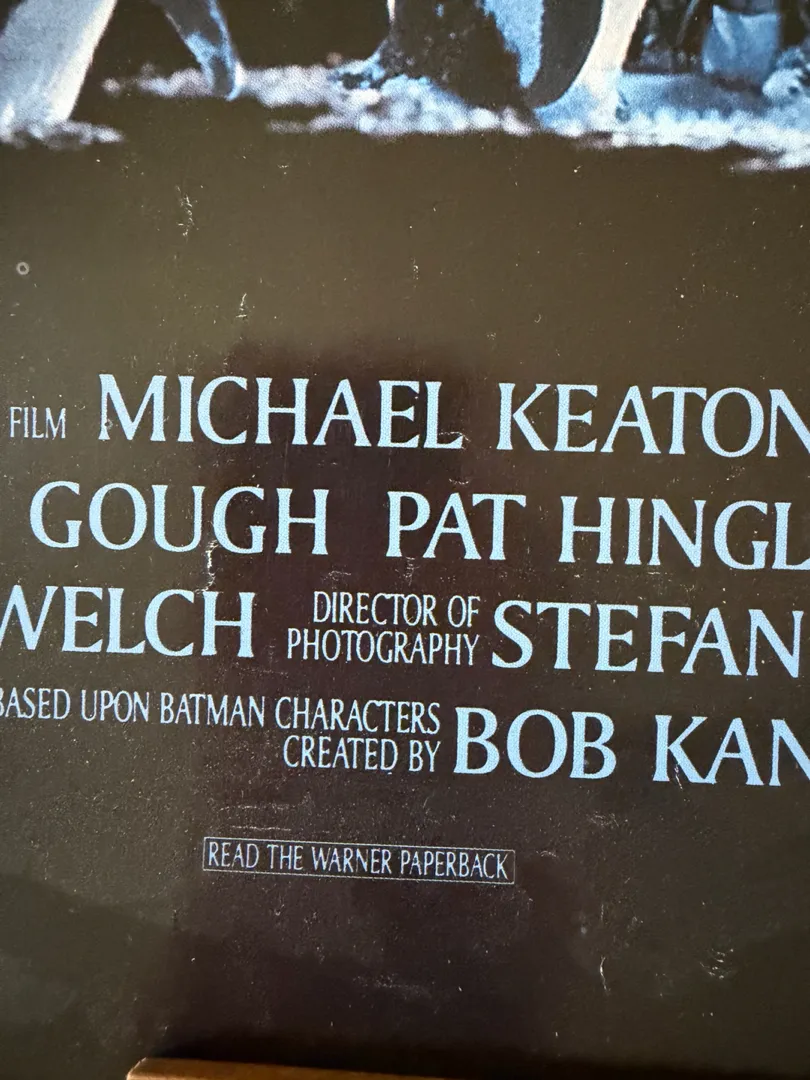 FILM MICHAEL KEATON
GOUGH PAT HINGL
WELCH DIRECTOR OF PHOTOGRAPHY STEFAN
BASED UPON BATMAN CHARACTERS CREATED BY BOB KAN
READ THE WARNER PAPERBACK